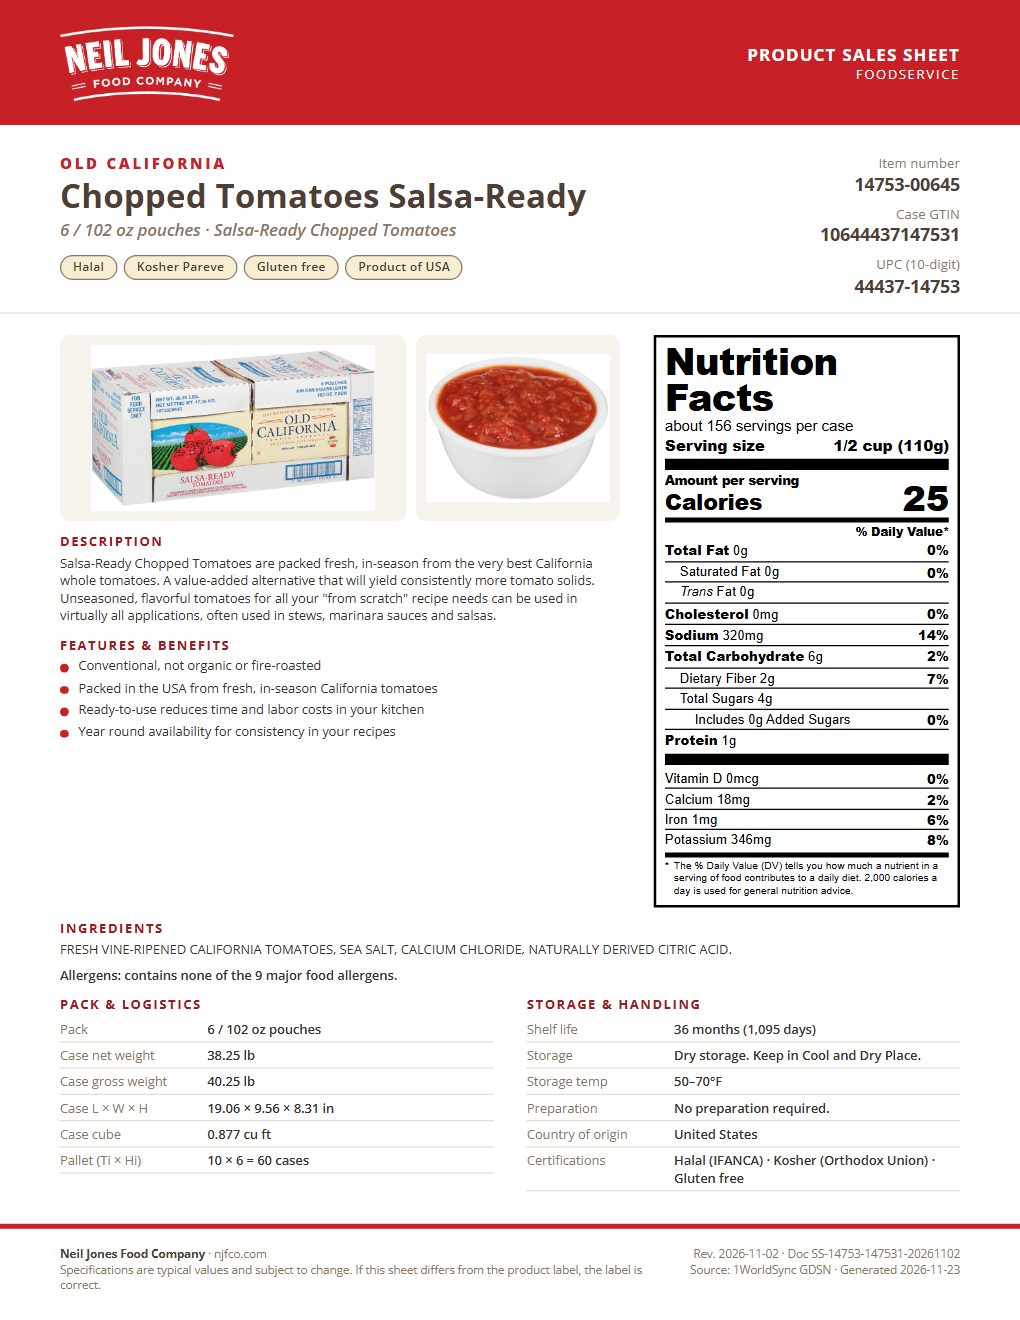 NEIL JONES
FOOD COMPANY
PRODUCT SALES SHEET
FOODSERVICE
OLD CALIFORNIA
Chopped Tomatoes Salsa-Ready
6 / 102 oz pouches · Salsa-Ready Chopped Tomatoes
Halal
Kosher Pareve
Gluten free
Product of USA
Item number
14753-00645
Case GTIN
10644437147531
UPC (10-digit)
44437-14753
FOR
FOOD
SERVICE
ONLY
6 POUCHES
OLD
CALIFORNIA
SALSA-READY
TOMATOES
DESCRIPTION
Salsa-Ready Chopped Tomatoes are packed fresh, in-season from the very best California
whole tomatoes. A value-added alternative that will yield consistently more tomato solids.
Unseasoned, flavorful tomatoes for all your "from scratch" recipe needs can be used in
virtually all applications, often used in stews, marinara sauces and salsas.
FEATURES & BENEFITS
Conventional, not organic or fire-roasted
Packed in the USA from fresh, in-season California tomatoes
Ready-to-use reduces time and labor costs in your kitchen
Year round availability for consistency in your recipes
Nutrition
Facts
about 156 servings per case
Serving size 1/2 cup (110g)
Amount per serving
Calories 25
% Daily Value*
Total Fat 0g 0%
Saturated Fat 0g 0%
Trans Fat 0g
Cholesterol 0mg 0%
Sodium 320mg 14%
Total Carbohydrate 6g 2%
Dietary Fiber 2g 7%
Total Sugars 4g
Includes 0g Added Sugars 0%
Protein 1g
Vitamin D 0mcg 0%
Calcium 18mg 2%
Iron 1mg 6%
Potassium 346mg 8%
* The % Daily Value (DV) tells you how much a nutrient in a
serving of food contributes to a daily diet. 2,000 calories a
day is used for general nutrition advice.
INGREDIENTS
FRESH VINE-RIPENED CALIFORNIA TOMATOES, SEA SALT, CALCIUM CHLORIDE, NATURALLY DERIVED CITRIC ACID.
Allergens: contains none of the 9 major food allergens.
PACK & LOGISTICS
Pack 6 / 102 oz pouches
Case net weight 38.25 lb
Case gross weight 40.25 lb
Case L × W × H 19.06 × 9.56 × 8.31 in
Case cube 0.877 cu ft
Pallet (Ti × Hi) 10 × 6 = 60 cases
STORAGE & HANDLING
Shelf life 36 months (1,095 days)
Storage Dry storage. Keep in Cool and Dry Place.
Storage temp 50–70°F
Preparation No preparation required.
Country of origin United States
Certifications Halal (IFANCA) · Kosher (Orthodox Union) ·
Gluten free
Neil Jones Food Company · njfco.com
Specifications are typical values and subject to change. If this sheet differs from the product label, the label is
correct.
Rev. 2026-11-02 · Doc SS-14753-147531-20261102
Source: 1WorldSync GDSN · Generated 2026-11-23